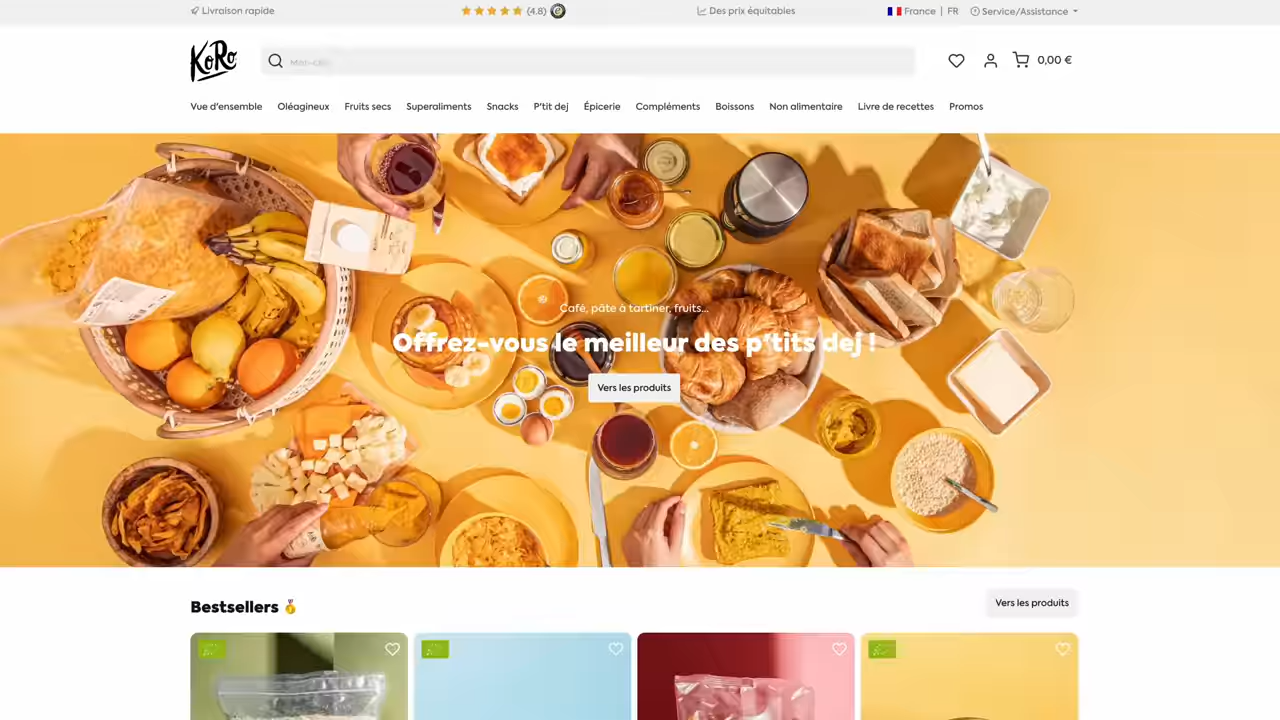 Livraison rapide
(4.8)
Des prix équitables
France | FR
Service/Assistance
KoRo
0,00 €
Vue d'ensemble
Oléagineux
Fruits secs
Superaliments
Snacks
P'tit dej
Épicerie
Compléments
Boissons
Non alimentaire
Livre de recettes
Promos
Café, pâte à tartiner, fruits...
Offrez-vous le meilleur des p'tits dej !
Vers les produits
Bestsellers
Vers les produits